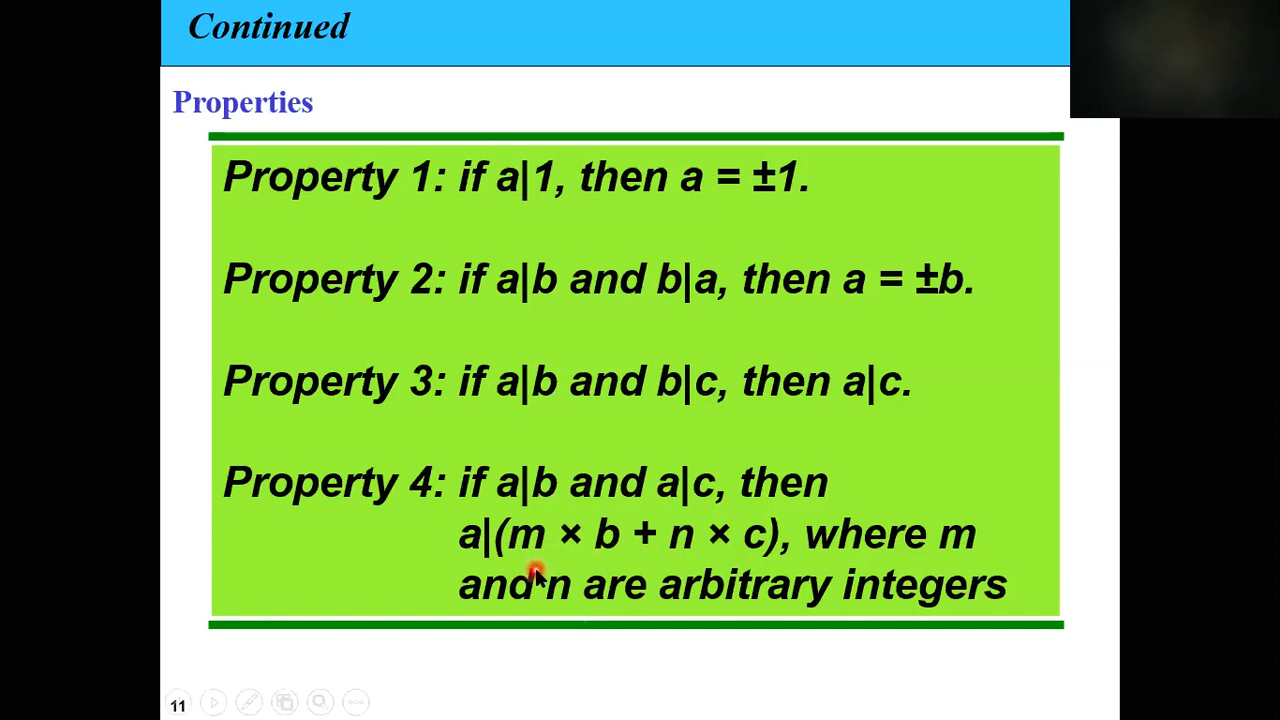 Continued
Properties
Property 1: if a|1, then a = ±1.
Property 2: if a|b and b|a, then a = ±b.
Property 3: if a|b and b|c, then a|c.
Property 4: if a|b and a|c, then
a|(m × b + n × c), where m
and n are arbitrary integers
11